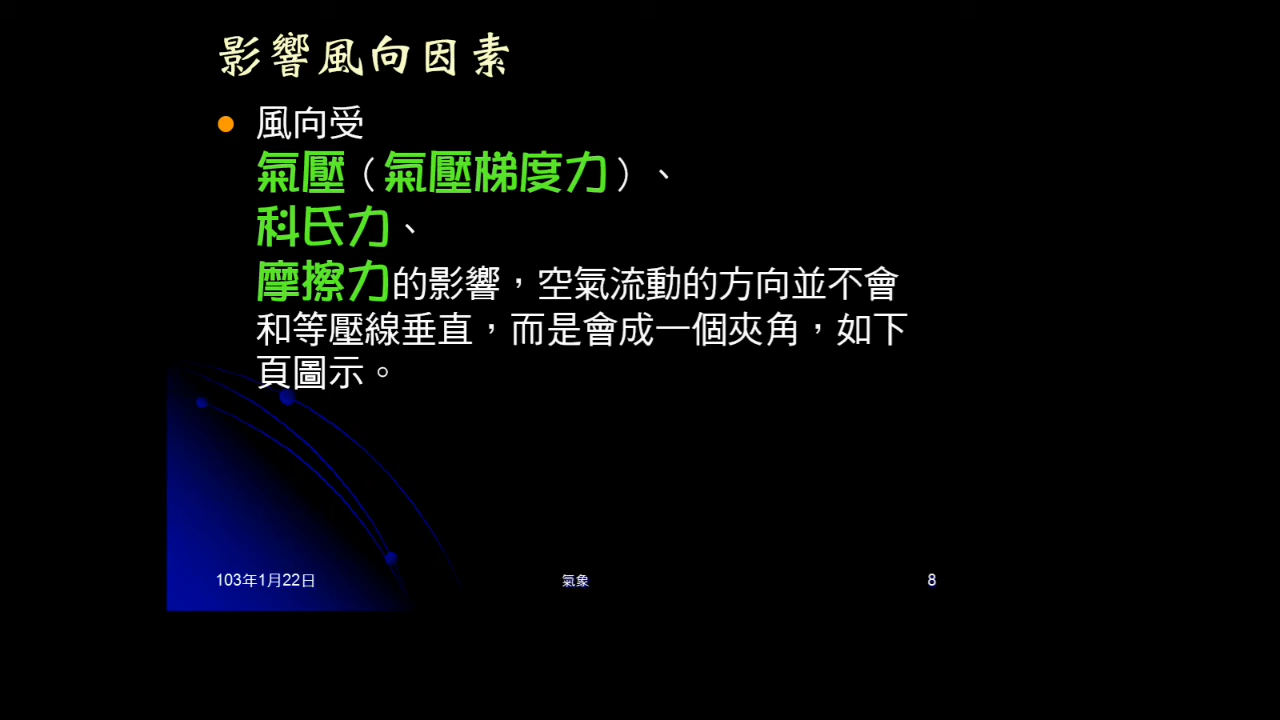 影響風向因素
風向受
氣壓（氣壓梯度力）、
科氏力、
摩擦力的影響，空氣流動的方向並不會
和等壓線垂直，而是會成一個夾角，如下
頁圖示。
103年1月22日
氣象
8